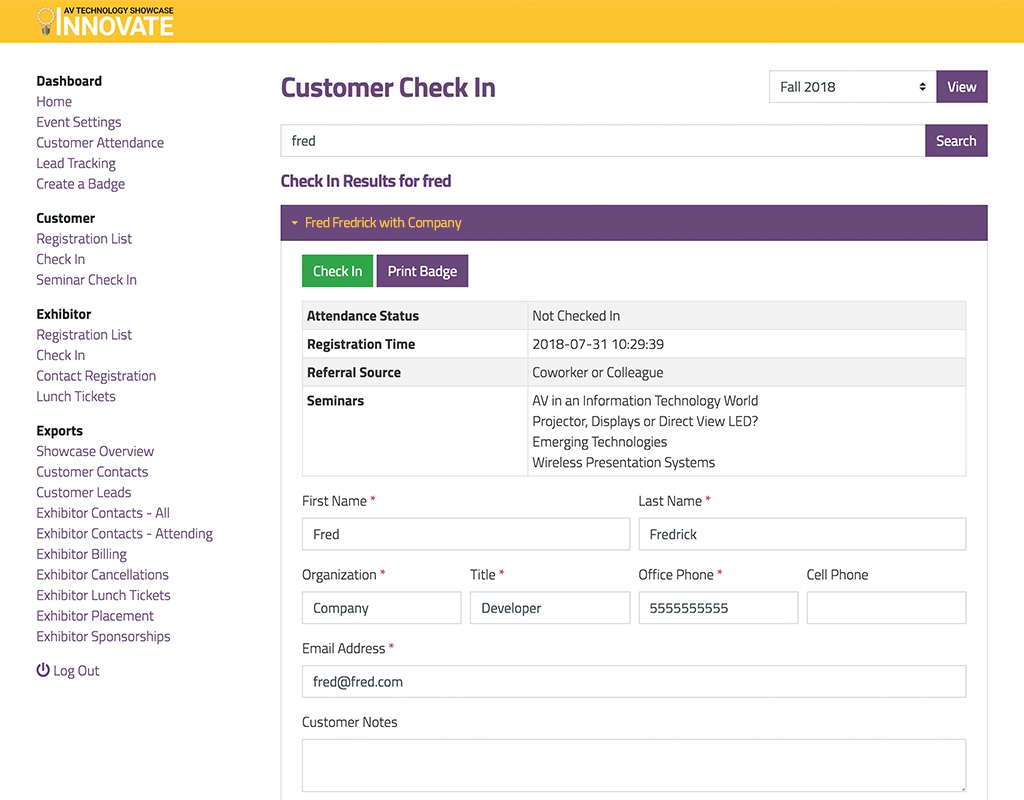 AV TECHNOLOGY SHOWCASE
INNOVATE
Dashboard
Home
Event Settings
Customer Attendance
Lead Tracking
Create a Badge
Customer
Registration List
Check In
Seminar Check In
Exhibitor
Registration List
Check In
Contact Registration
Lunch Tickets
Exports
Showcase Overview
Customer Contacts
Customer Leads
Exhibitor Contacts - All
Exhibitor Contacts - Attending
Exhibitor Billing
Exhibitor Cancellations
Exhibitor Lunch Tickets
Exhibitor Placement
Exhibitor Sponsorships
Log Out
Customer Check In
Fall 2018 View
fred Search
Check In Results for fred
Fred Fredrick with Company
Check In Print Badge
Attendance Status Not Checked In
Registration Time 2018-07-31 10:29:39
Referral Source Coworker or Colleague
Seminars AV in an Information Technology World
Projector, Displays or Direct View LED?
Emerging Technologies
Wireless Presentation Systems
First Name * Last Name *
Fred Fredrick
Organization * Title * Office Phone * Cell Phone
Company Developer 5555555555
Email Address *
fred@fred.com
Customer Notes